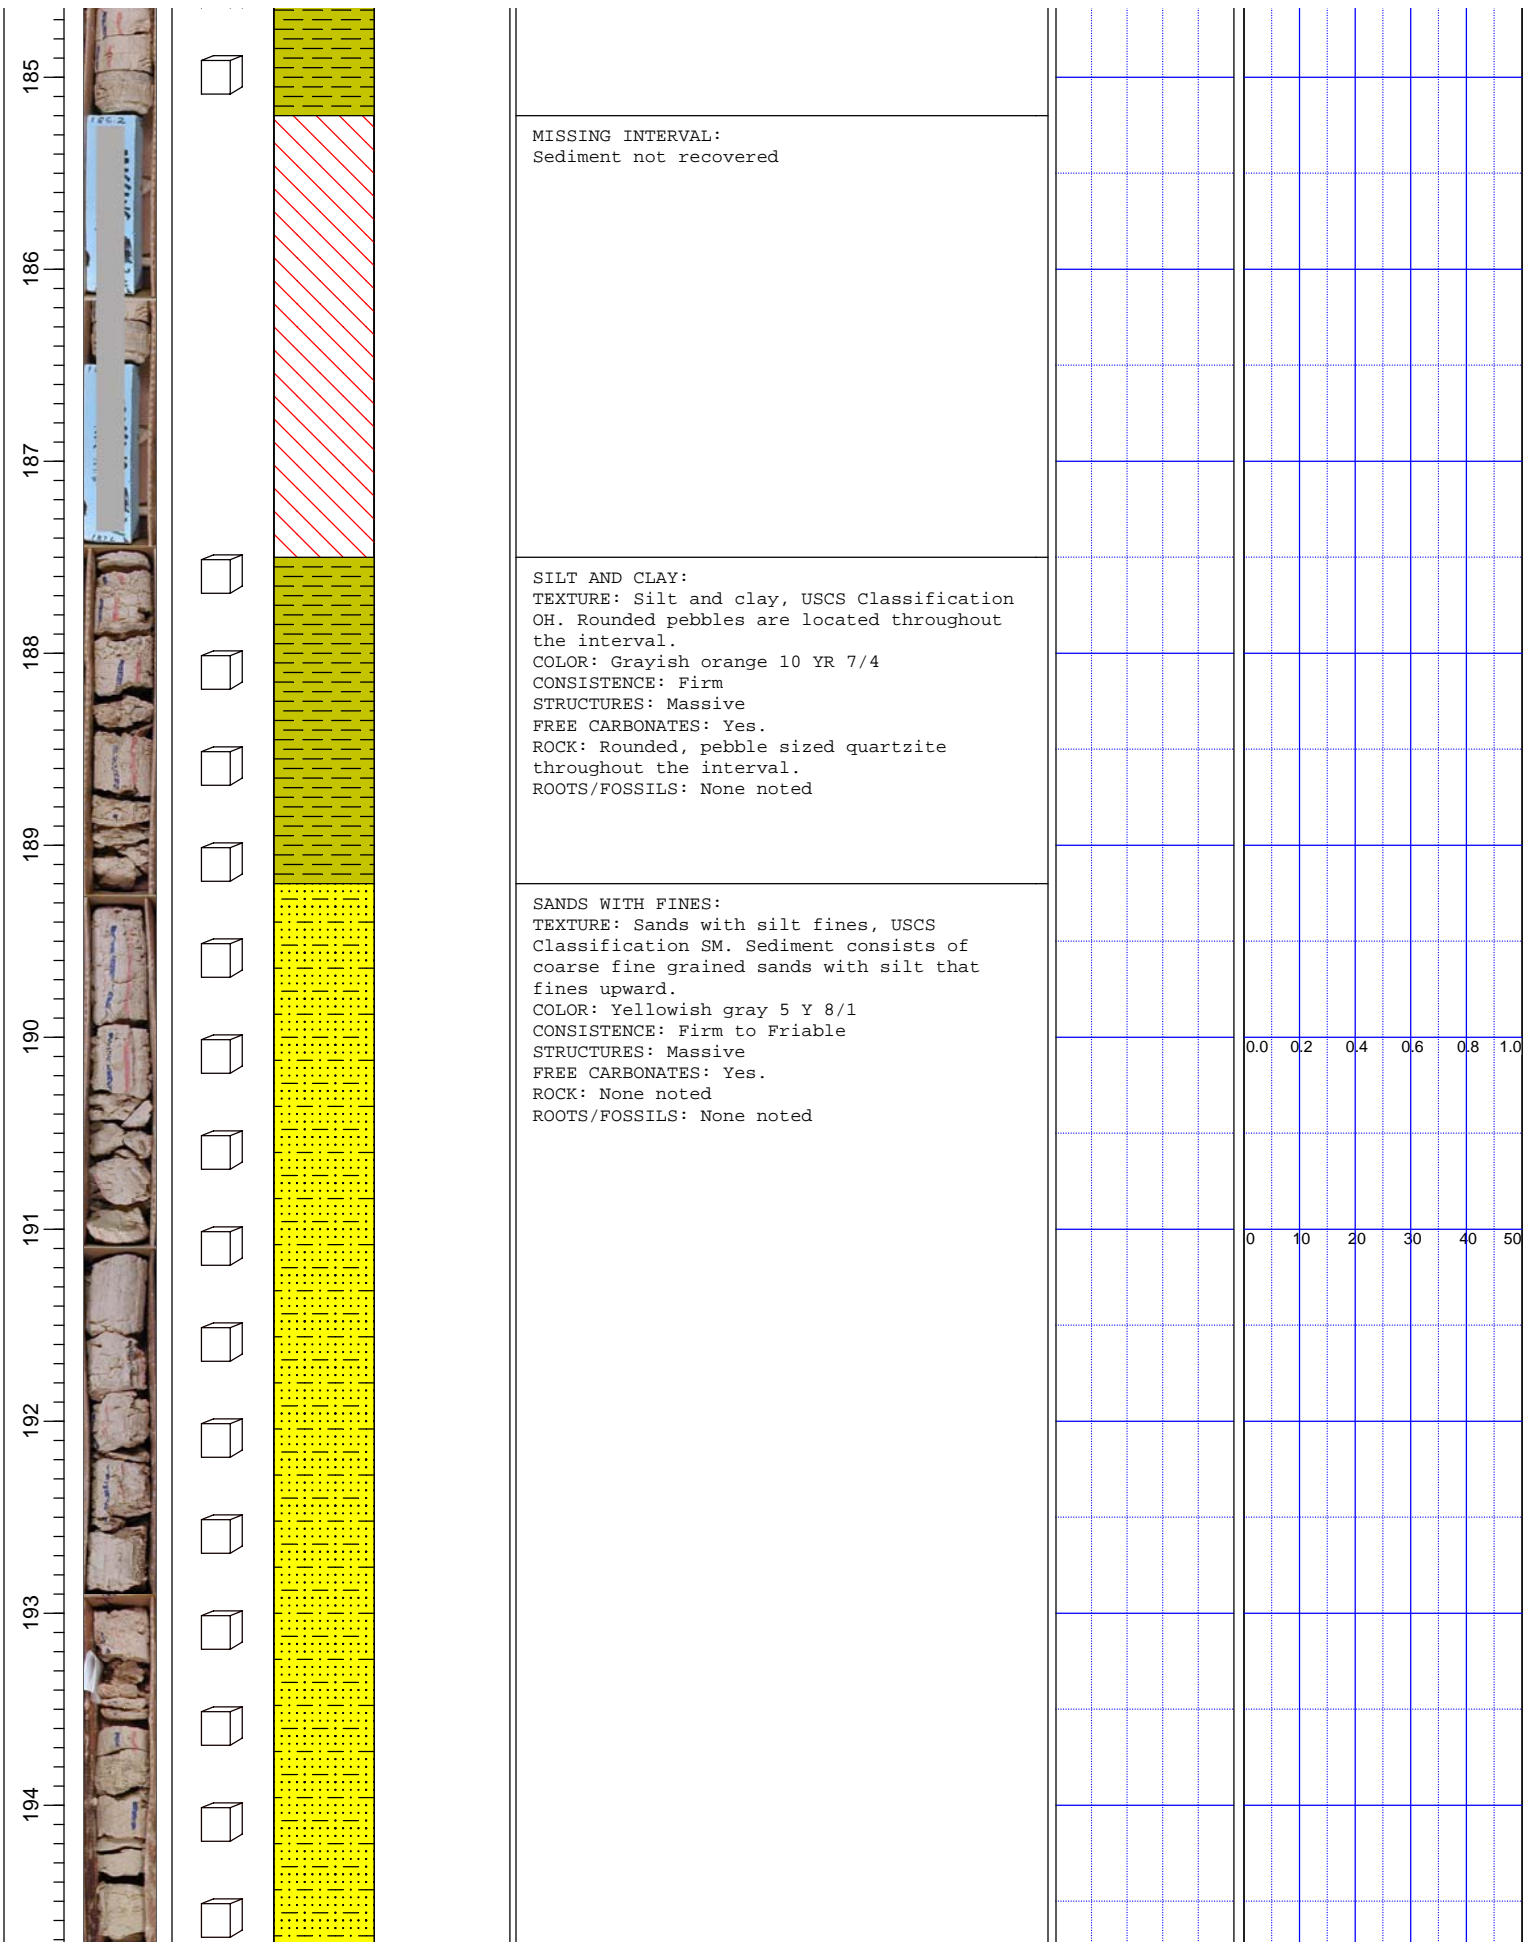 185
186
187
188
189
190
191
192
193
194
MISSING INTERVAL:
Sediment not recovered
SILT AND CLAY:
TEXTURE: Silt and clay, USCS Classification
OH. Rounded pebbles are located throughout
the interval.
COLOR: Grayish orange 10 YR 7/4
CONSISTENCE: Firm
STRUCTURES: Massive
FREE CARBONATES: Yes.
ROCK: Rounded, pebble sized quartzite
throughout the interval.
ROOTS/FOSSILS: None noted
SANDS WITH FINES:
TEXTURE: Sands with silt fines, USCS
Classification SM. Sediment consists of
coarse fine grained sands with silt that
fines upward.
COLOR: Yellowish gray 5 Y 8/1
CONSISTENCE: Firm to Friable
STRUCTURES: Massive
FREE CARBONATES: Yes.
ROCK: None noted
ROOTS/FOSSILS: None noted
0.0 0.2 0.4 0.6 0.8 1.0
0 10 20 30 40 50